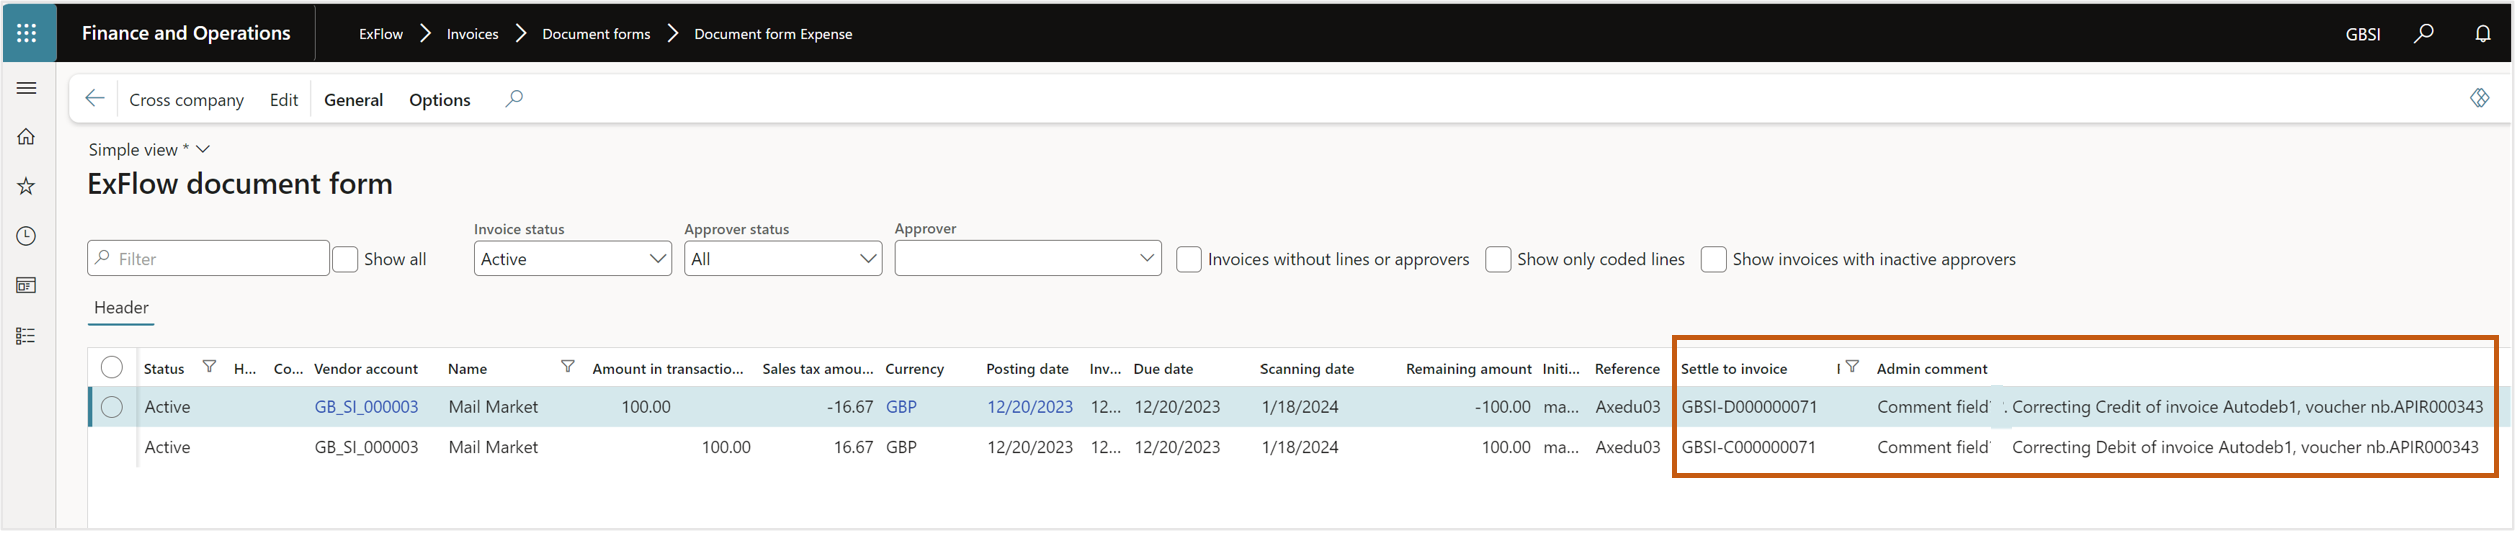 Finance and Operations ExFlow Invoices Document forms Document form Expense GBSI
Cross company Edit General Options
Simple view *
ExFlow document form
Invoice status Approver status Approver
Filter Show all Active All Invoices without lines or approvers Show only coded lines Show invoices with inactive approvers
Header
Status H... Co... Vendor account Name Amount in transactio... Sales tax amou... Currency Posting date Inv... Due date Scanning date Remaining amount Initi... Reference Settle to invoice I Admin comment
Active GB_SI_000003 Mail Market 100.00 -16.67 GBP 12/20/2023 12... 12/20/2023 1/18/2024 -100.00 ma... Axedu03 GBSI-D000000071 Comment field Correcting Credit of invoice Autodeb1, voucher nb.APIR000343
Active GB_SI_000003 Mail Market 100.00 16.67 GBP 12/20/2023 12... 12/20/2023 1/18/2024 100.00 ma... Axedu03 GBSI-C000000071 Comment field Correcting Debit of invoice Autodeb1, voucher nb.APIR000343